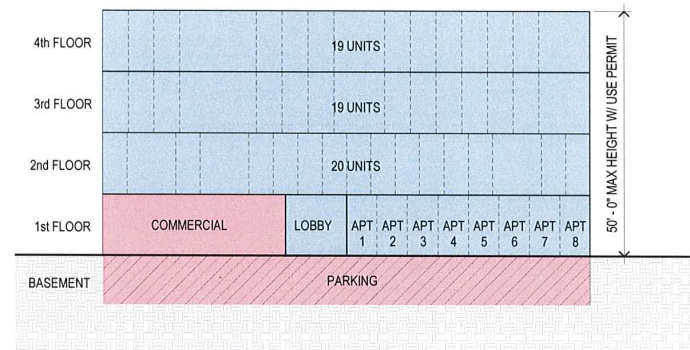 4th FLOOR
19 UNITS
3rd FLOOR
19 UNITS
2nd FLOOR
20 UNITS
1st FLOOR
COMMERCIAL
LOBBY
APT 1
APT 2
APT 3
APT 4
APT 5
APT 6
APT 7
APT 8
BASEMENT
PARKING
50' - 0" MAX HEIGHT W/ USE PERMIT